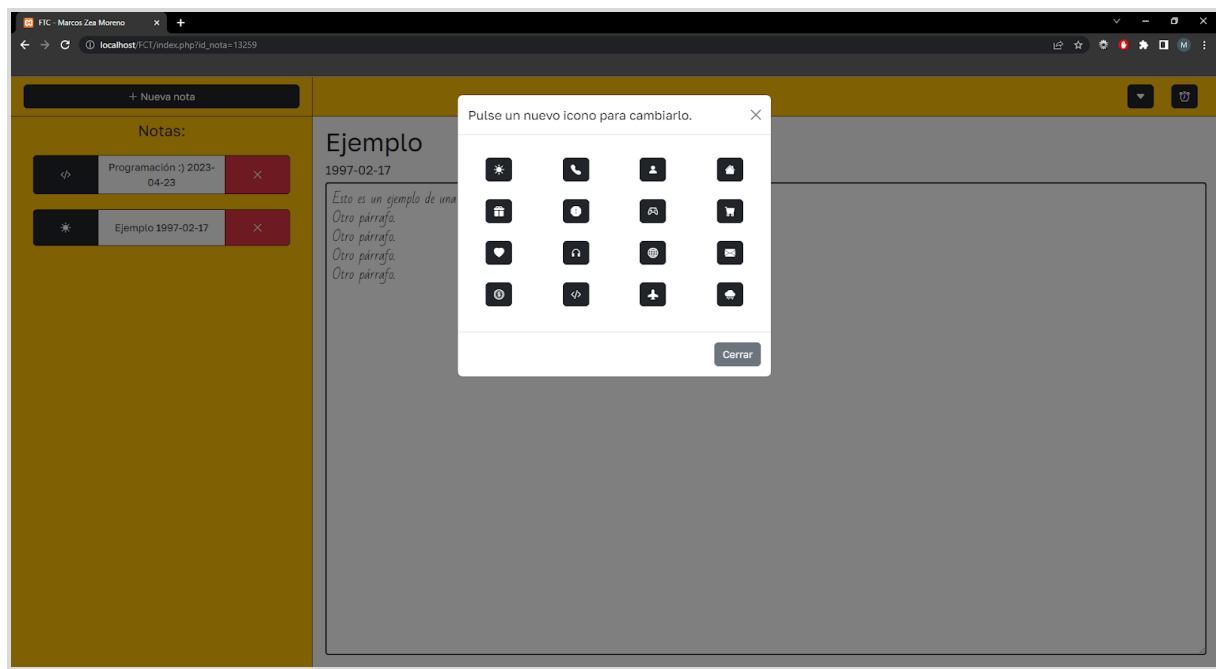 FTC - Marcos Zea Moreno
localhost/FCT/index.php?id_nota=13259
M
+ Nueva nota
Notas:
Programación :) 2023-
04-23
Ejemplo 1997-02-17
Pulse un nuevo icono para cambiarlo.
Cerrar
Ejemplo
1997-02-17
Esto es un ejemplo de una
Otro párrafo.
Otro párrafo.
Otro párrafo.
Otro párrafo.